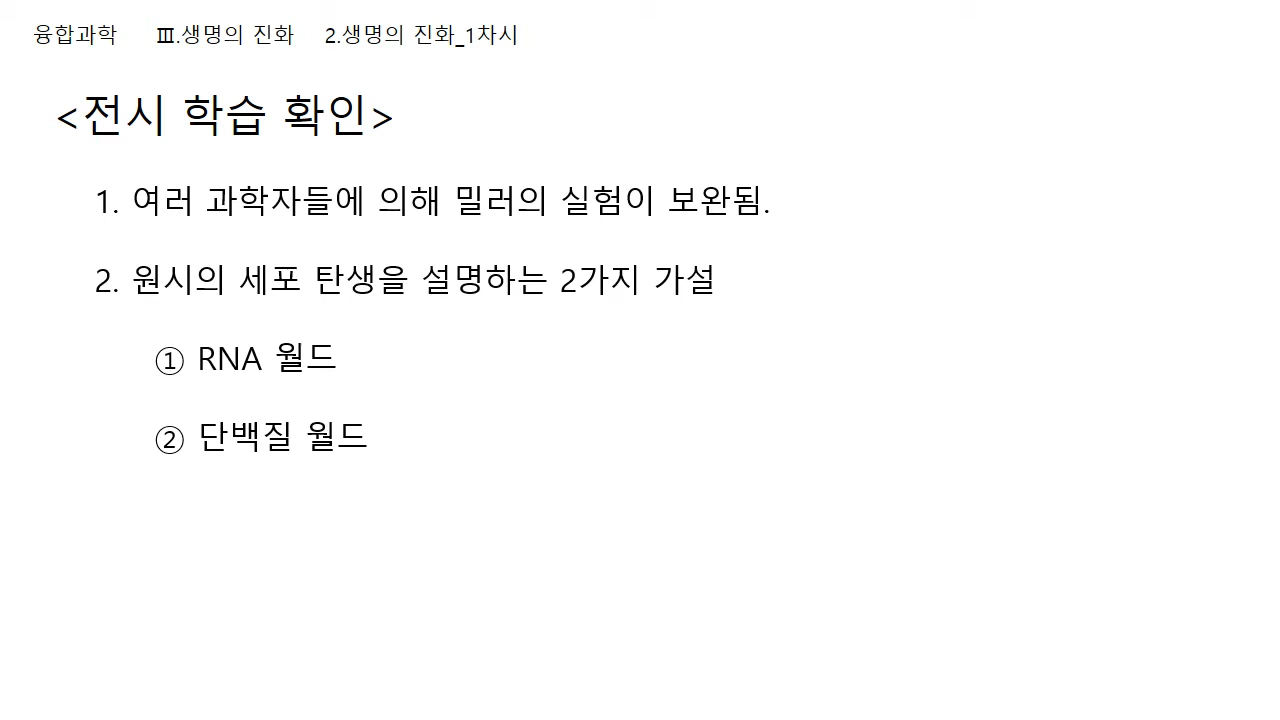 융합과학 Ⅲ.생명의 진화 2.생명의 진화_1차시
<전시 학습 확인>
1. 여러 과학자들에 의해 밀러의 실험이 보완됨.
2. 원시의 세포 탄생을 설명하는 2가지 가설
① RNA 월드
② 단백질 월드